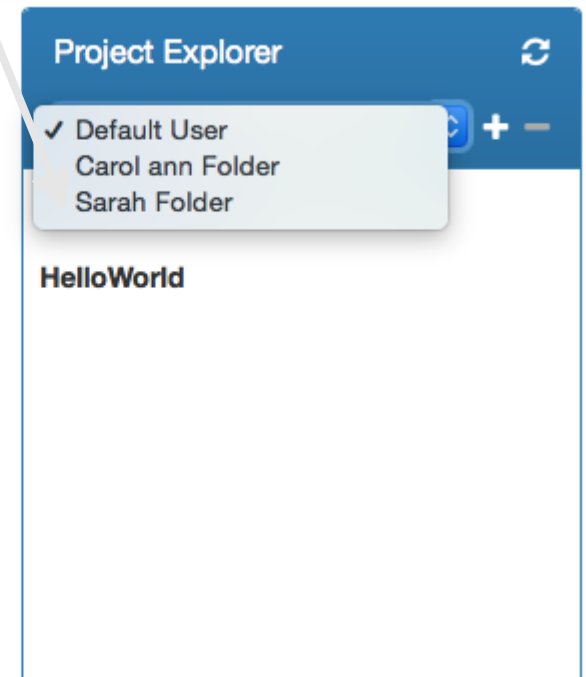 Project Explorer
Default User
Carol ann Folder
Sarah Folder
HelloWorld